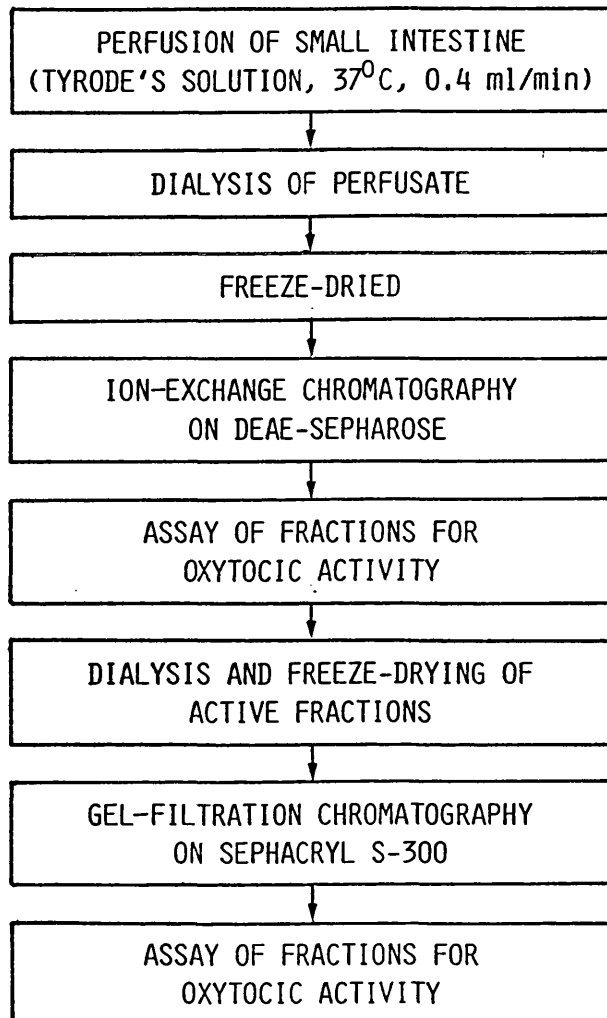 PERFUSION OF SMALL INTESTINE
(TYRODE'S SOLUTION, 37⁰C, 0.4 ml/min)
DIALYSIS OF PERFUSATE
FREEZE-DRIED
ION-EXCHANGE CHROMATOGRAPHY
ON DEAE-SEPHAROSE
ASSAY OF FRACTIONS FOR
OXYTOCIC ACTIVITY
DIALYSIS AND FREEZE-DRYING OF
ACTIVE FRACTIONS
GEL-FILTRATION CHROMATOGRAPHY
ON SEPHACRYL S-300
ASSAY OF FRACTIONS FOR
OXYTOCIC ACTIVITY